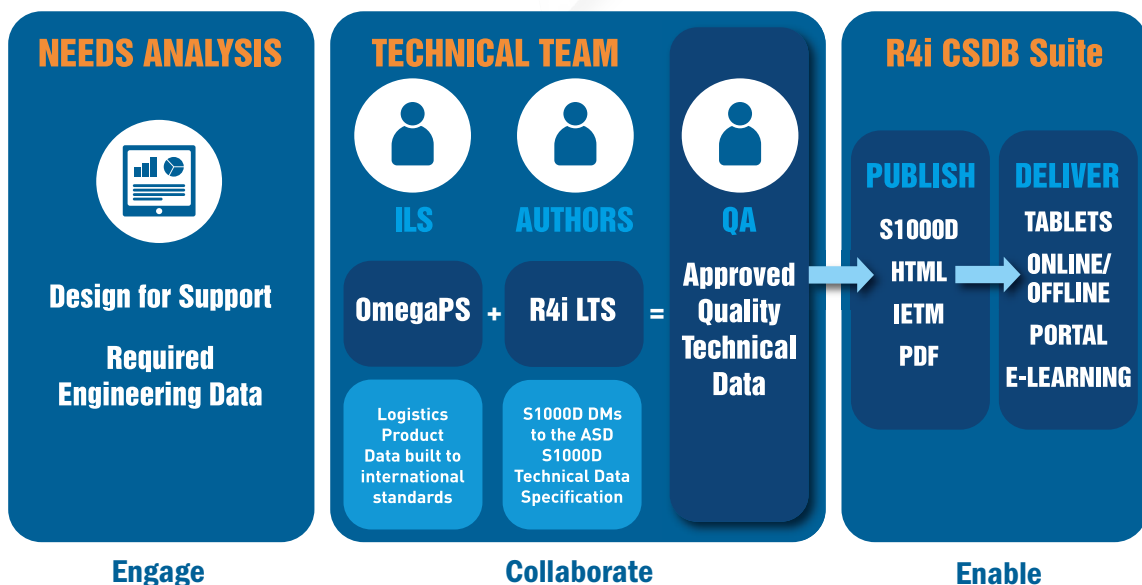 NEEDS ANALYSIS
Design for Support
Required
Engineering Data
Engage
TECHNICAL TEAM
ILS
AUTHORS
QA
OmegaPS
+
R4i LTS
=
Approved
Quality
Technical
Data
Logistics
Product
Data built to
international
standards
S1000D DMs
to the ASD
S1000D
Technical Data
Specification
Collaborate
R4i CSDB Suite
PUBLISH
S1000D
HTML
IETM
PDF
DELIVER
TABLETS
ONLINE/
OFFLINE
PORTAL
E-LEARNING
Enable